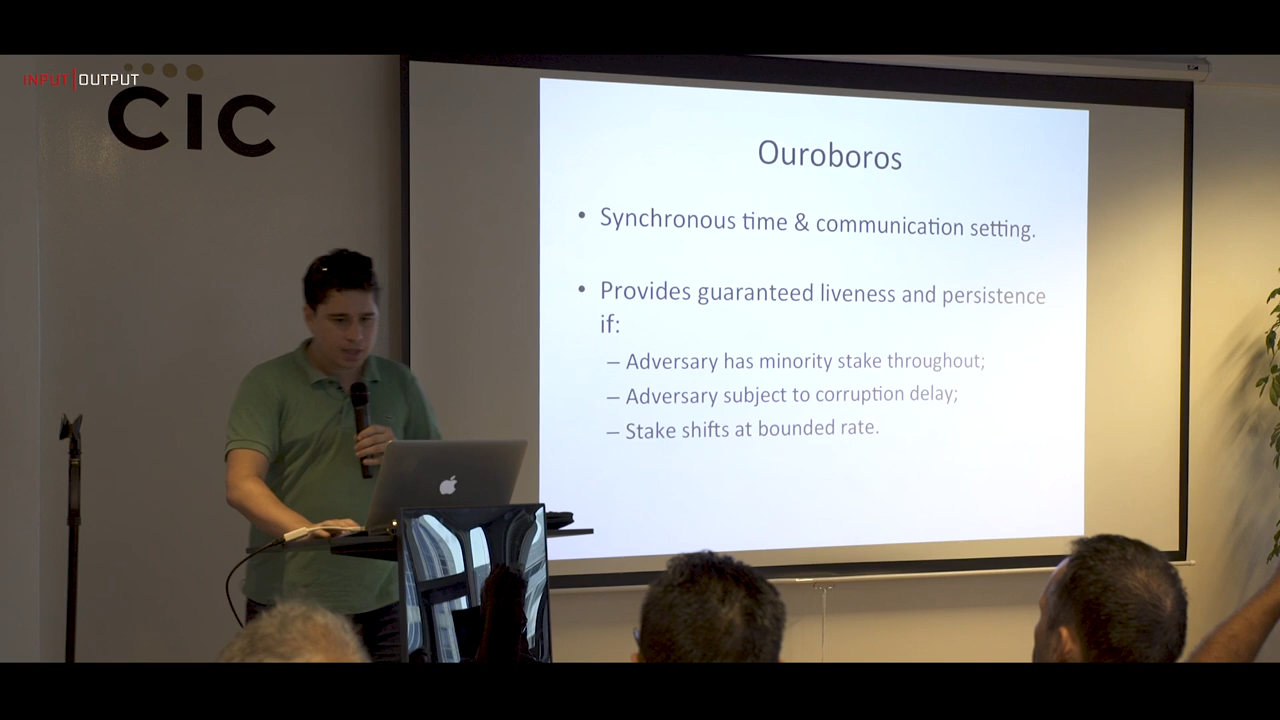 INPUT|OUTPUT
CIC
Ouroboros
• Synchronous time & communication setting.
• Provides guaranteed liveness and persistence
if:
– Adversary has minority stake throughout;
– Adversary subject to corruption delay;
– Stake shifts at bounded rate.